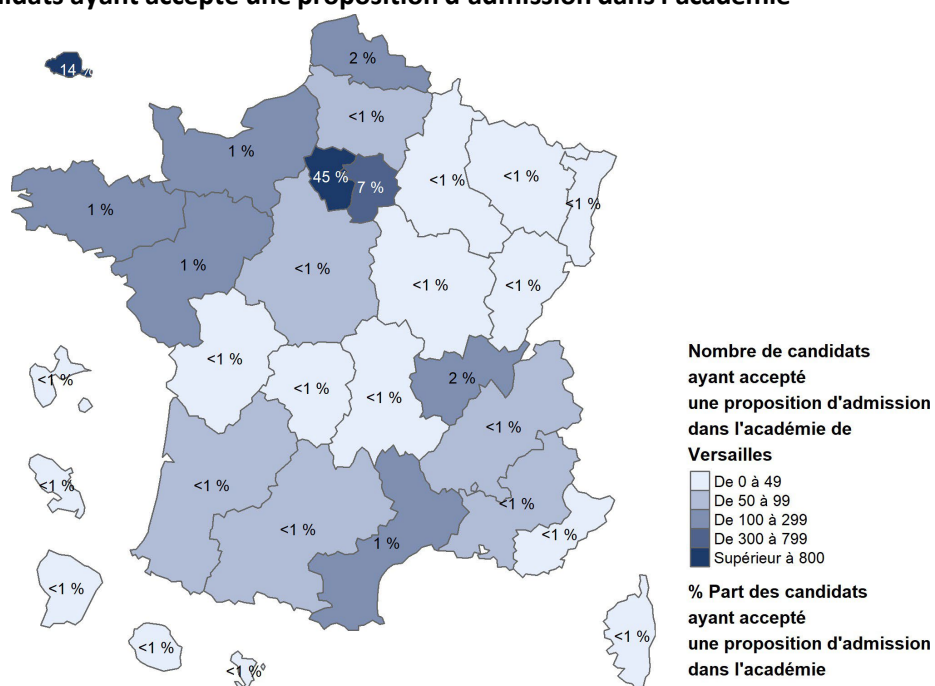 didats ayant accepté une proposition d'admission dans l'académie
2 %
14 %
<1 %
1 %
45 %
7 %
<1 %
<1 %
<1 %
1 %
1 %
<1 %
<1 %
<1 %
<1 %
<1 %
<1 %
<1 %
2 %
<1 %
<1 %
<1 %
<1 %
<1 %
<1 %
1 %
<1 %
<1 %
<1 %
<1 %
<1 %
Nombre de candidats
ayant accepté
une proposition d'admission
dans l'académie de
Versailles
De 0 à 49
De 50 à 99
De 100 à 299
De 300 à 799
Supérieur à 800
% Part des candidats
ayant accepté
une proposition d'admission
dans l'académie